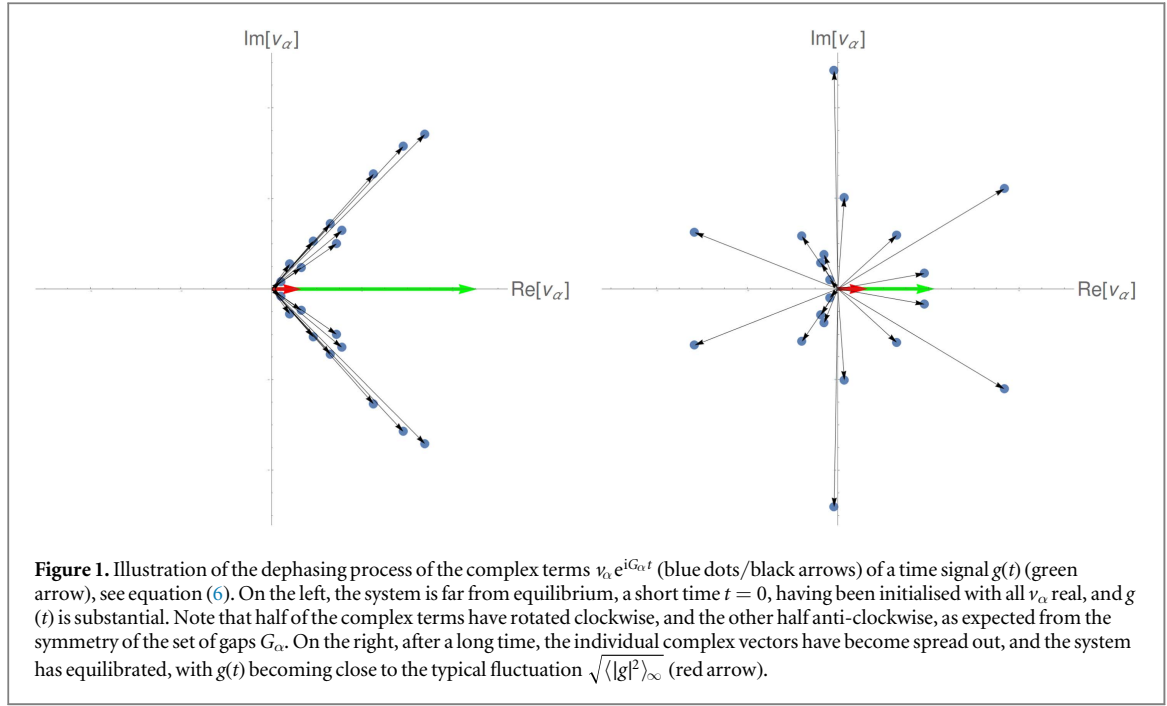 Im[vα]
Re[vα]
Im[vα]
Re[vα]
Figure 1. Illustration of the dephasing process of the complex terms vαe^{iGαt} (blue dots/black arrows) of a time signal g(t) (green
arrow), see equation (6). On the left, the system is far from equilibrium, a short time t = 0, having been initialised with all vα real, and g
(t) is substantial. Note that half of the complex terms have rotated clockwise, and the other half anti-clockwise, as expected from the
symmetry of the set of gaps Gα. On the right, after a long time, the individual complex vectors have become spread out, and the system
has equilibrated, with g(t) becoming close to the typical fluctuation √⟨|g|²⟩∞ (red arrow).